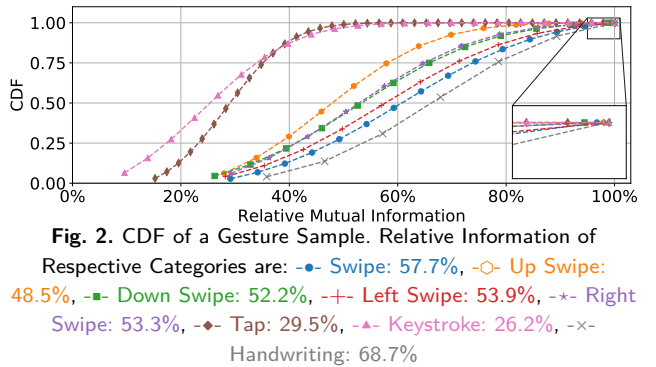 1.00
0.75
0.50
0.25
0.00
CDF
0% 20% 40% 60% 80% 100%
Relative Mutual Information
Fig. 2. CDF of a Gesture Sample. Relative Information of
Respective Categories are: Swipe: 57.7%, Up Swipe:
48.5%, Down Swipe: 52.2%, Left Swipe: 53.9%, Right
Swipe: 53.3%, Tap: 29.5%, Keystroke: 26.2%,
Handwriting: 68.7%